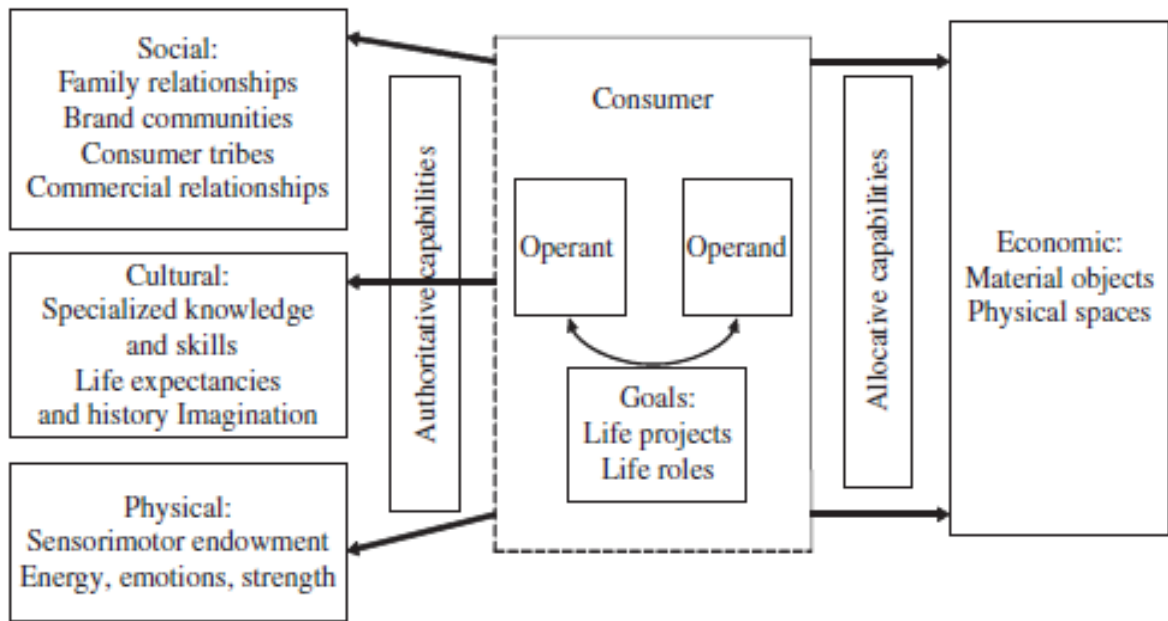 Social:
Family relationships
Brand communities
Consumer tribes
Commercial relationships
Cultural:
Specialized knowledge
and skills
Life expectancies
and history Imagination
Physical:
Sensorimotor endowment
Energy, emotions, strength
Authoritative capabilities
Consumer
Operant
Operand
Goals:
Life projects
Life roles
Allocative capabilities
Economic:
Material objects
Physical spaces